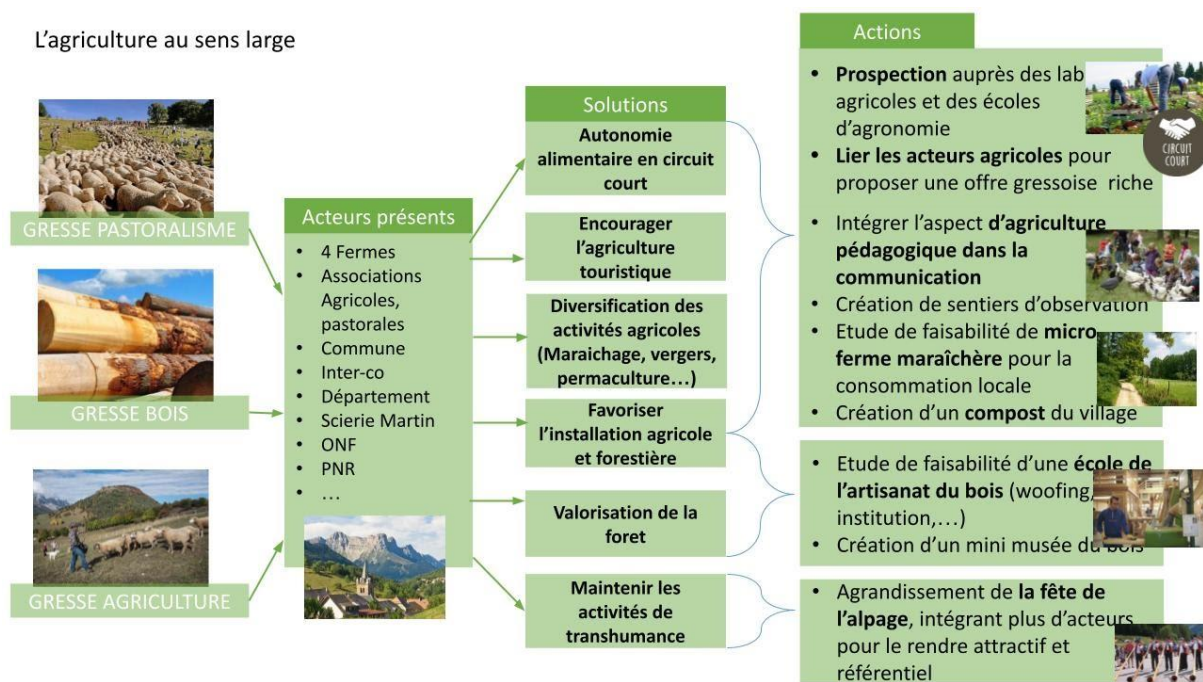 L'agriculture au sens large
GRESSE PASTORALISME
GRESSE BOIS
GRESSE AGRICULTURE
Acteurs présents
• 4 Fermes
• Associations
Agricoles,
pastorales
• Commune
• Inter-co
• Département
• Scierie Martin
• ONF
• PNR
• …
Solutions
Autonomie
alimentaire en circuit
court
Encourager
l'agriculture
touristique
Diversification des
activités agricoles
(Maraichage, vergers,
permaculture…)
Favoriser
l'installation agricole
et forestière
Valorisation de la
foret
Maintenir les
activités de
transhumance
Actions
• Prospection auprès des lab
agricoles et des écoles
d'agronomie
• Lier les acteurs agricoles pour
proposer une offre gressoise riche
CIRCUIT
COURT
• Intégrer l'aspect d'agriculture
pédagogique dans la
communication
• Création de sentiers d'observation
• Etude de faisabilité de micro
ferme maraîchère pour la
consommation locale
• Création d'un compost du village
• Etude de faisabilité d'une école de
l'artisanat du bois (woofing,
institution,…)
• Création d'un mini musée du bois
• Agrandissement de la fête de
l'alpage, intégrant plus d'acteurs
pour le rendre attractif et
référentiel